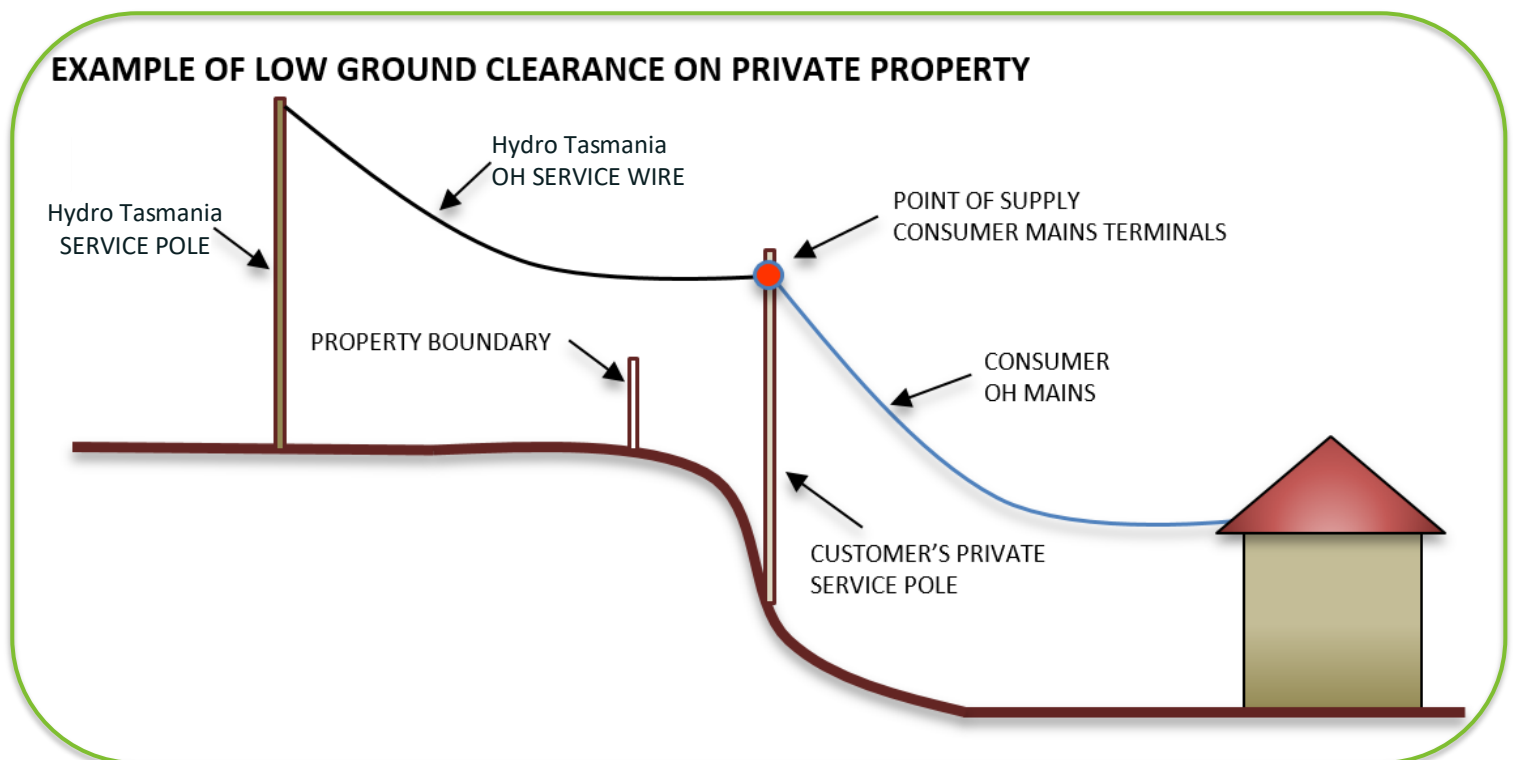 EXAMPLE OF LOW GROUND CLEARANCE ON PRIVATE PROPERTY
Hydro Tasmania
OH SERVICE WIRE
Hydro Tasmania
SERVICE POLE
POINT OF SUPPLY
CONSUMER MAINS TERMINALS
PROPERTY BOUNDARY
CONSUMER
OH MAINS
CUSTOMER’S PRIVATE
SERVICE POLE